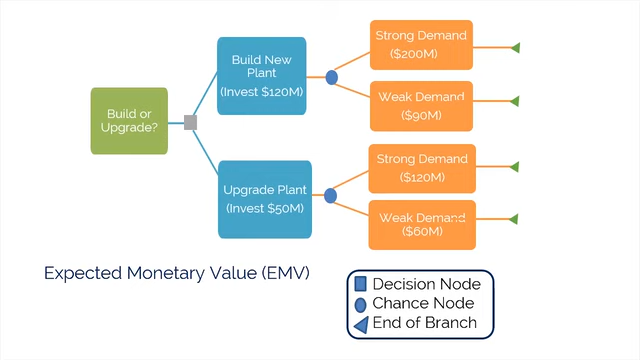 Build or
Upgrade?
Build New
Plant
(Invest $120M)
Strong Demand
($200M)
Weak Demand
($90M)
Upgrade Plant
(Invest $50M)
Strong Demand
($120M)
Weak Demand
($60M)
Expected Monetary Value (EMV)
Decision Node
Chance Node
End of Branch